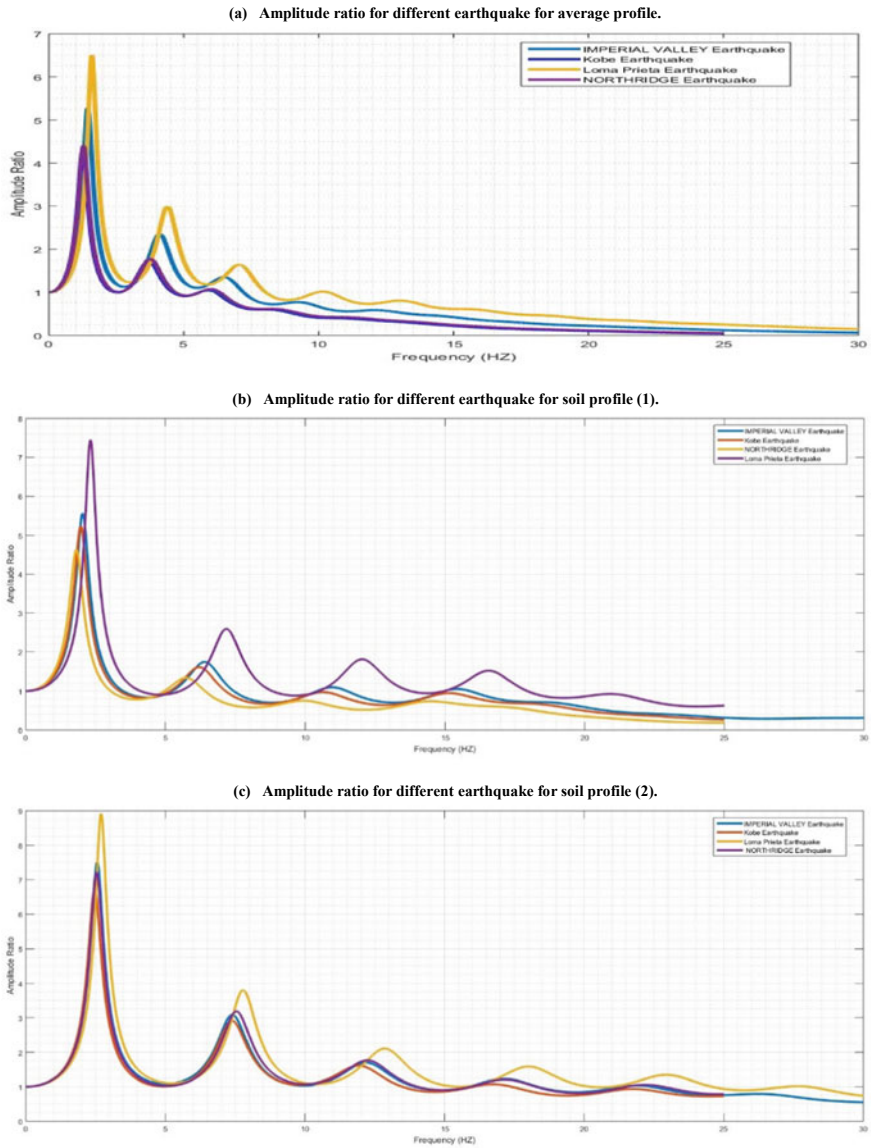 (a) Amplitude ratio for different earthquake for average profile.
7
6
5
4
3
2
1
0
Amplitude Ratio
IMPERIAL VALLEY Earthquake
Kobe Earthquake
Loma Prieta Earthquake
NORTHRIDGE Earthquake
0 5 10 15 20 25 30
Frequency (HZ)
(b) Amplitude ratio for different earthquake for soil profile (1).
8
7
6
5
4
3
2
1
0
Amplitude Ratio
IMPERIAL VALLEY Earthquake
Kobe Earthquake
NORTHRIDGE Earthquake
Loma Prieta Earthquake
0 5 10 15 20 25 30
Frequency (HZ)
(c) Amplitude ratio for different earthquake for soil profile (2).
9
8
7
6
5
4
3
2
1
0
Amplitude Ratio
IMPERIAL VALLEY Earthquake
Kobe Earthquake
Loma Prieta Earthquake
NORTHRIDGE Earthquake
0 5 10 15 20 25 30
Frequency (HZ)